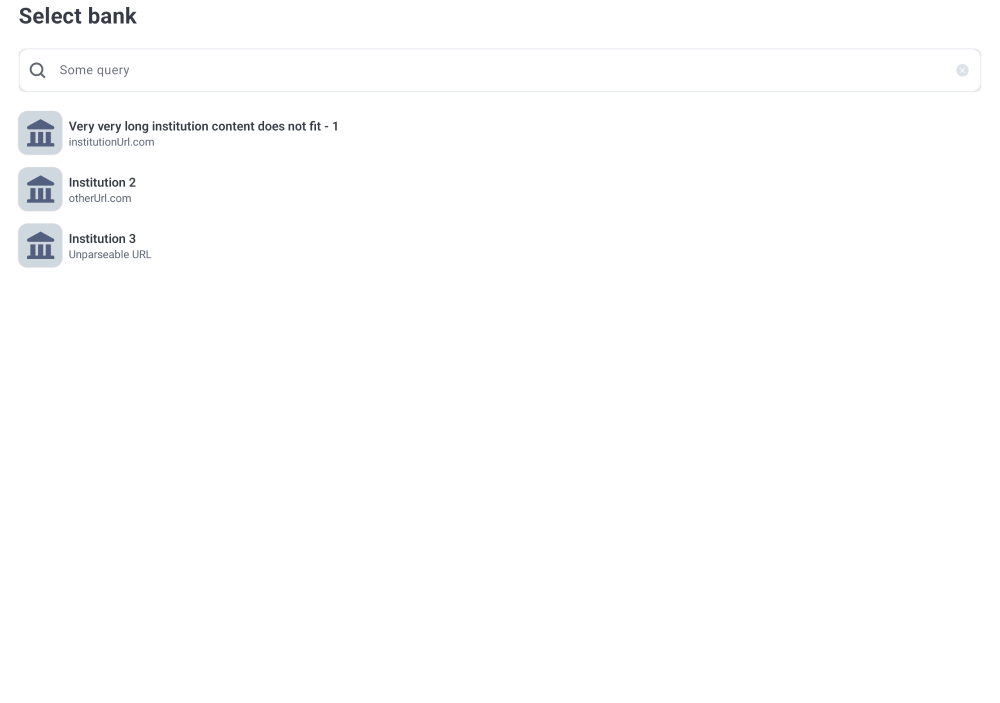 Select bank
Some query
Very very long institution content does not fit - 1
institutionUrl.com
Institution 2
otherUrl.com
Institution 3
Unparseable URL